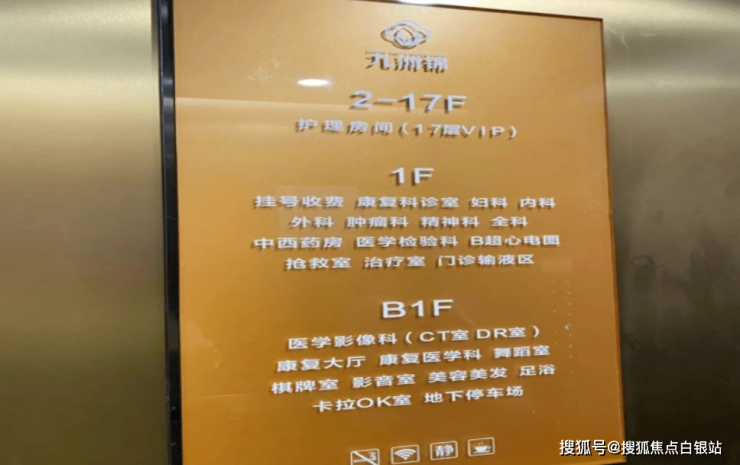 九洲锦
2-17F
护理房间(17层VIP)
1F
挂号收费 康复科诊室 妇科 内科
外科 肿瘤科 精神科 全科
中西药房 医学检验科 B超心电图
抢救室 治疗室 门诊输液区
B1F
医学影像科(CT室 DR室)
康复大厅 康复医学科 舞蹈室
棋牌室 影音室 美容美发 足浴
卡拉OK室 地下停车场
静
搜狐号@搜狐焦点白银站